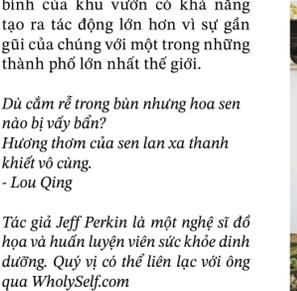 bình của khu vườn có khả năng
tạo ra tác động lớn hơn vì sự gần
gũi của chúng với một trong những
thành phố lớn nhất thế giới.
Dù cắm rễ trong bùn nhưng hoa sen
nào bị vấy bẩn?
Hương thơm của sen lan xa thanh
khiết vô cùng.
- Lou Qing
Tác giả Jeff Perkin là một nghệ sĩ đồ
họa và huấn luyện viên sức khỏe dinh
dưỡng. Quý vị có thể liên lạc với ông
qua WholySelf.com